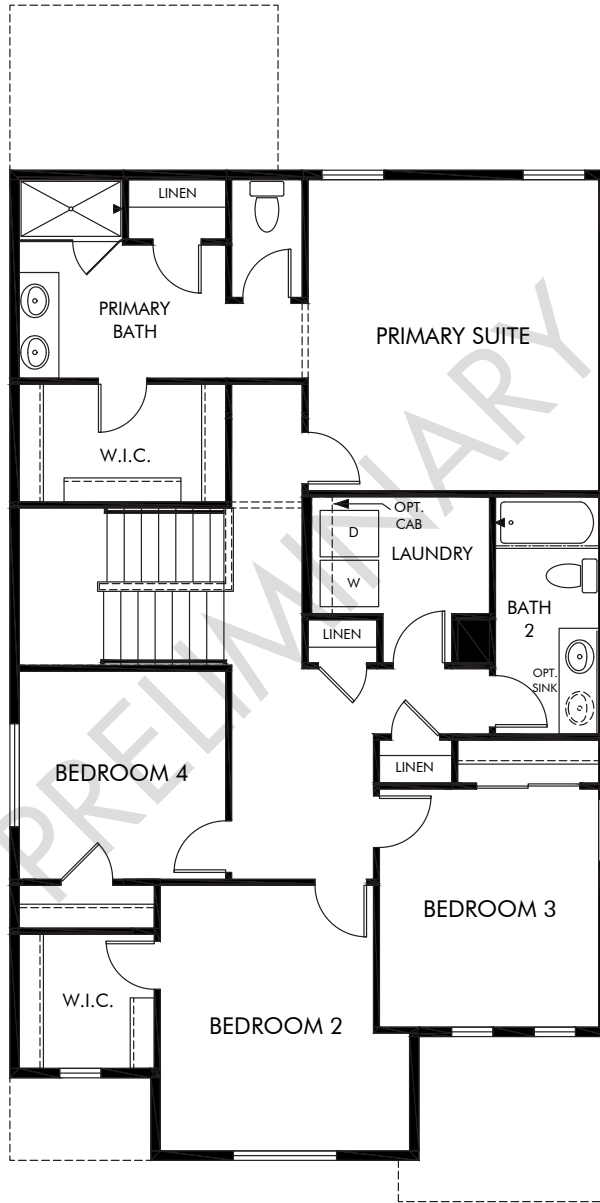 LINEN
PRIMARY
BATH
PRIMARY SUITE
W.I.C.
OPT.
CAB
D
LAUNDRY
W
BATH
2
LINEN
OPT.
SINK
LINEN
BEDROOM 4
BEDROOM 3
W.I.C.
BEDROOM 2
PRELIMINARY